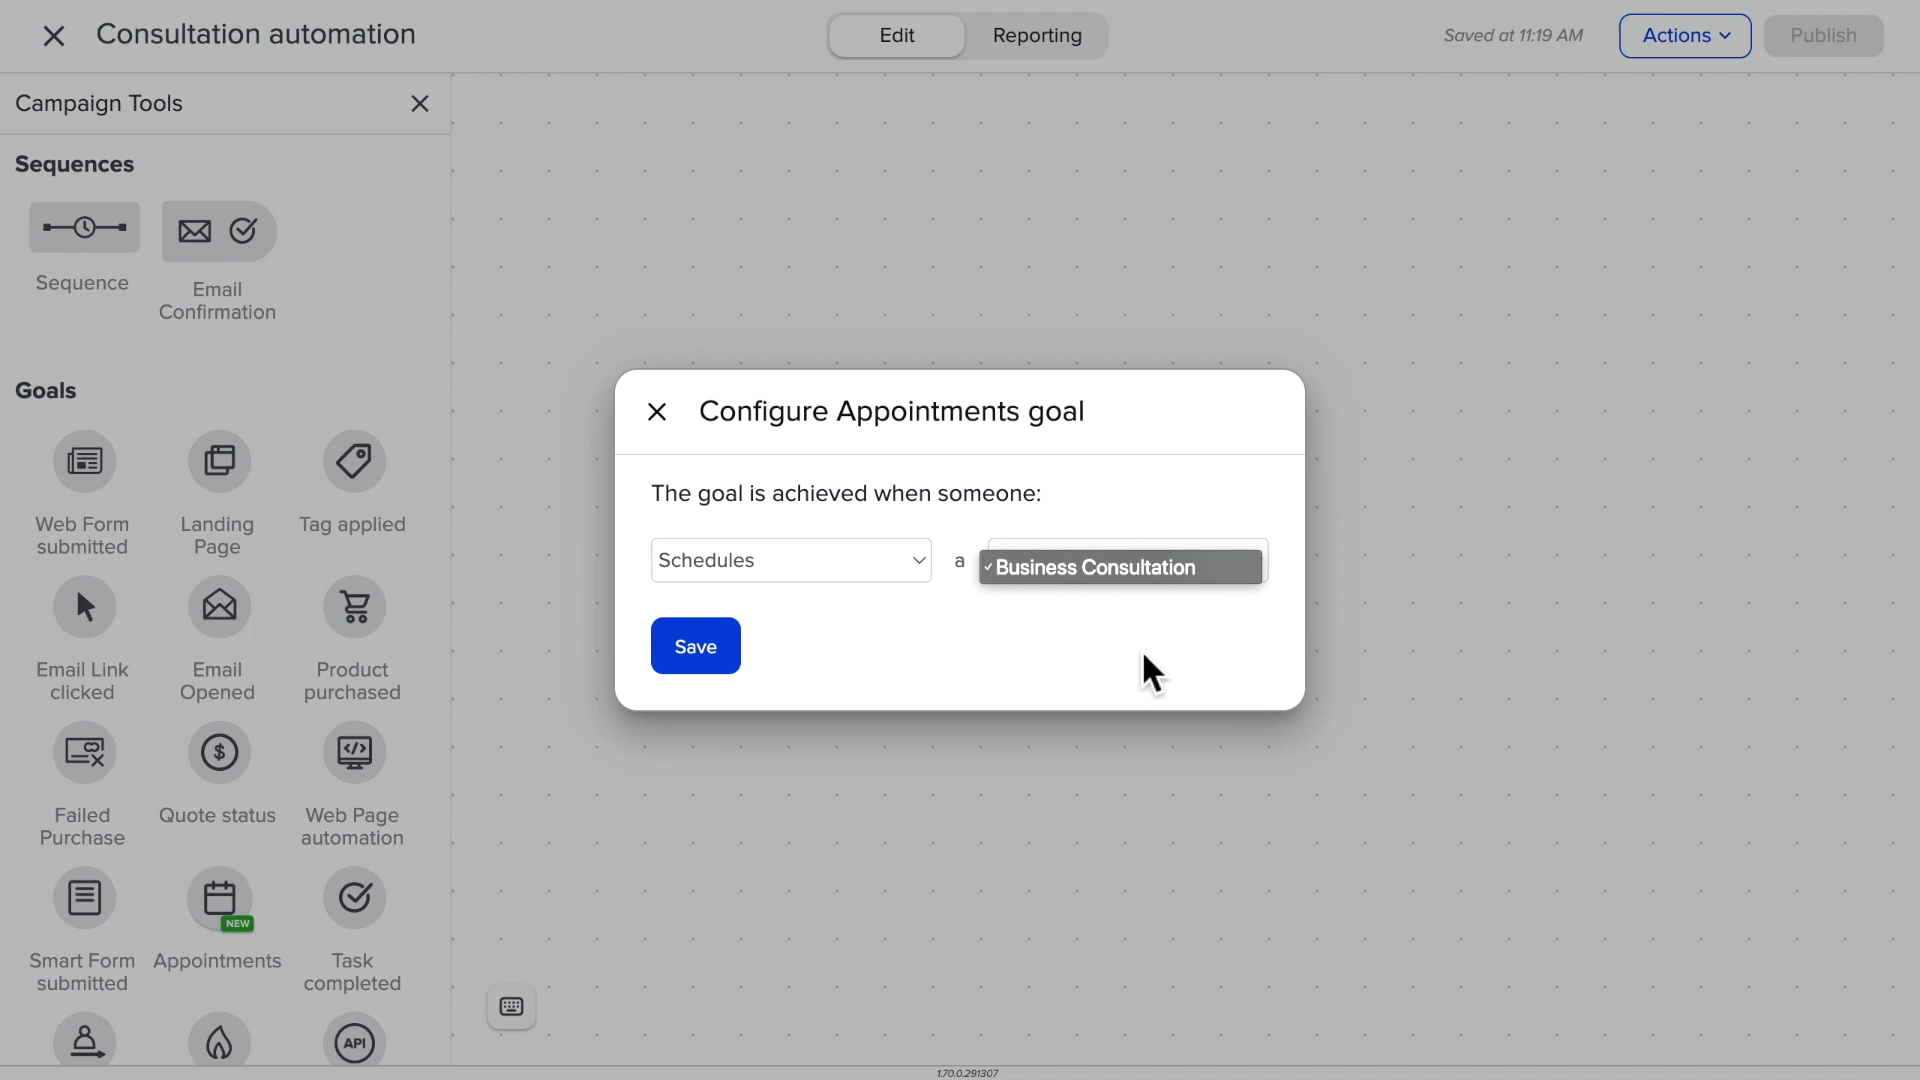 Consultation automation
Edit
Reporting
Saved at 11:19 AM
Actions
Publish
Campaign Tools
Sequences
Sequence
Email
Confirmation
Goals
Web Form
submitted
Landing
Page
Tag applied
Email Link
clicked
Email
Opened
Product
purchased
Failed
Purchase
Quote status
Web Page
automation
Smart Form
submitted
NEW
Appointments
Task
completed
API
Configure Appointments goal
The goal is achieved when someone:
Schedules
a
Business Consultation
Save
1.70.0.291307